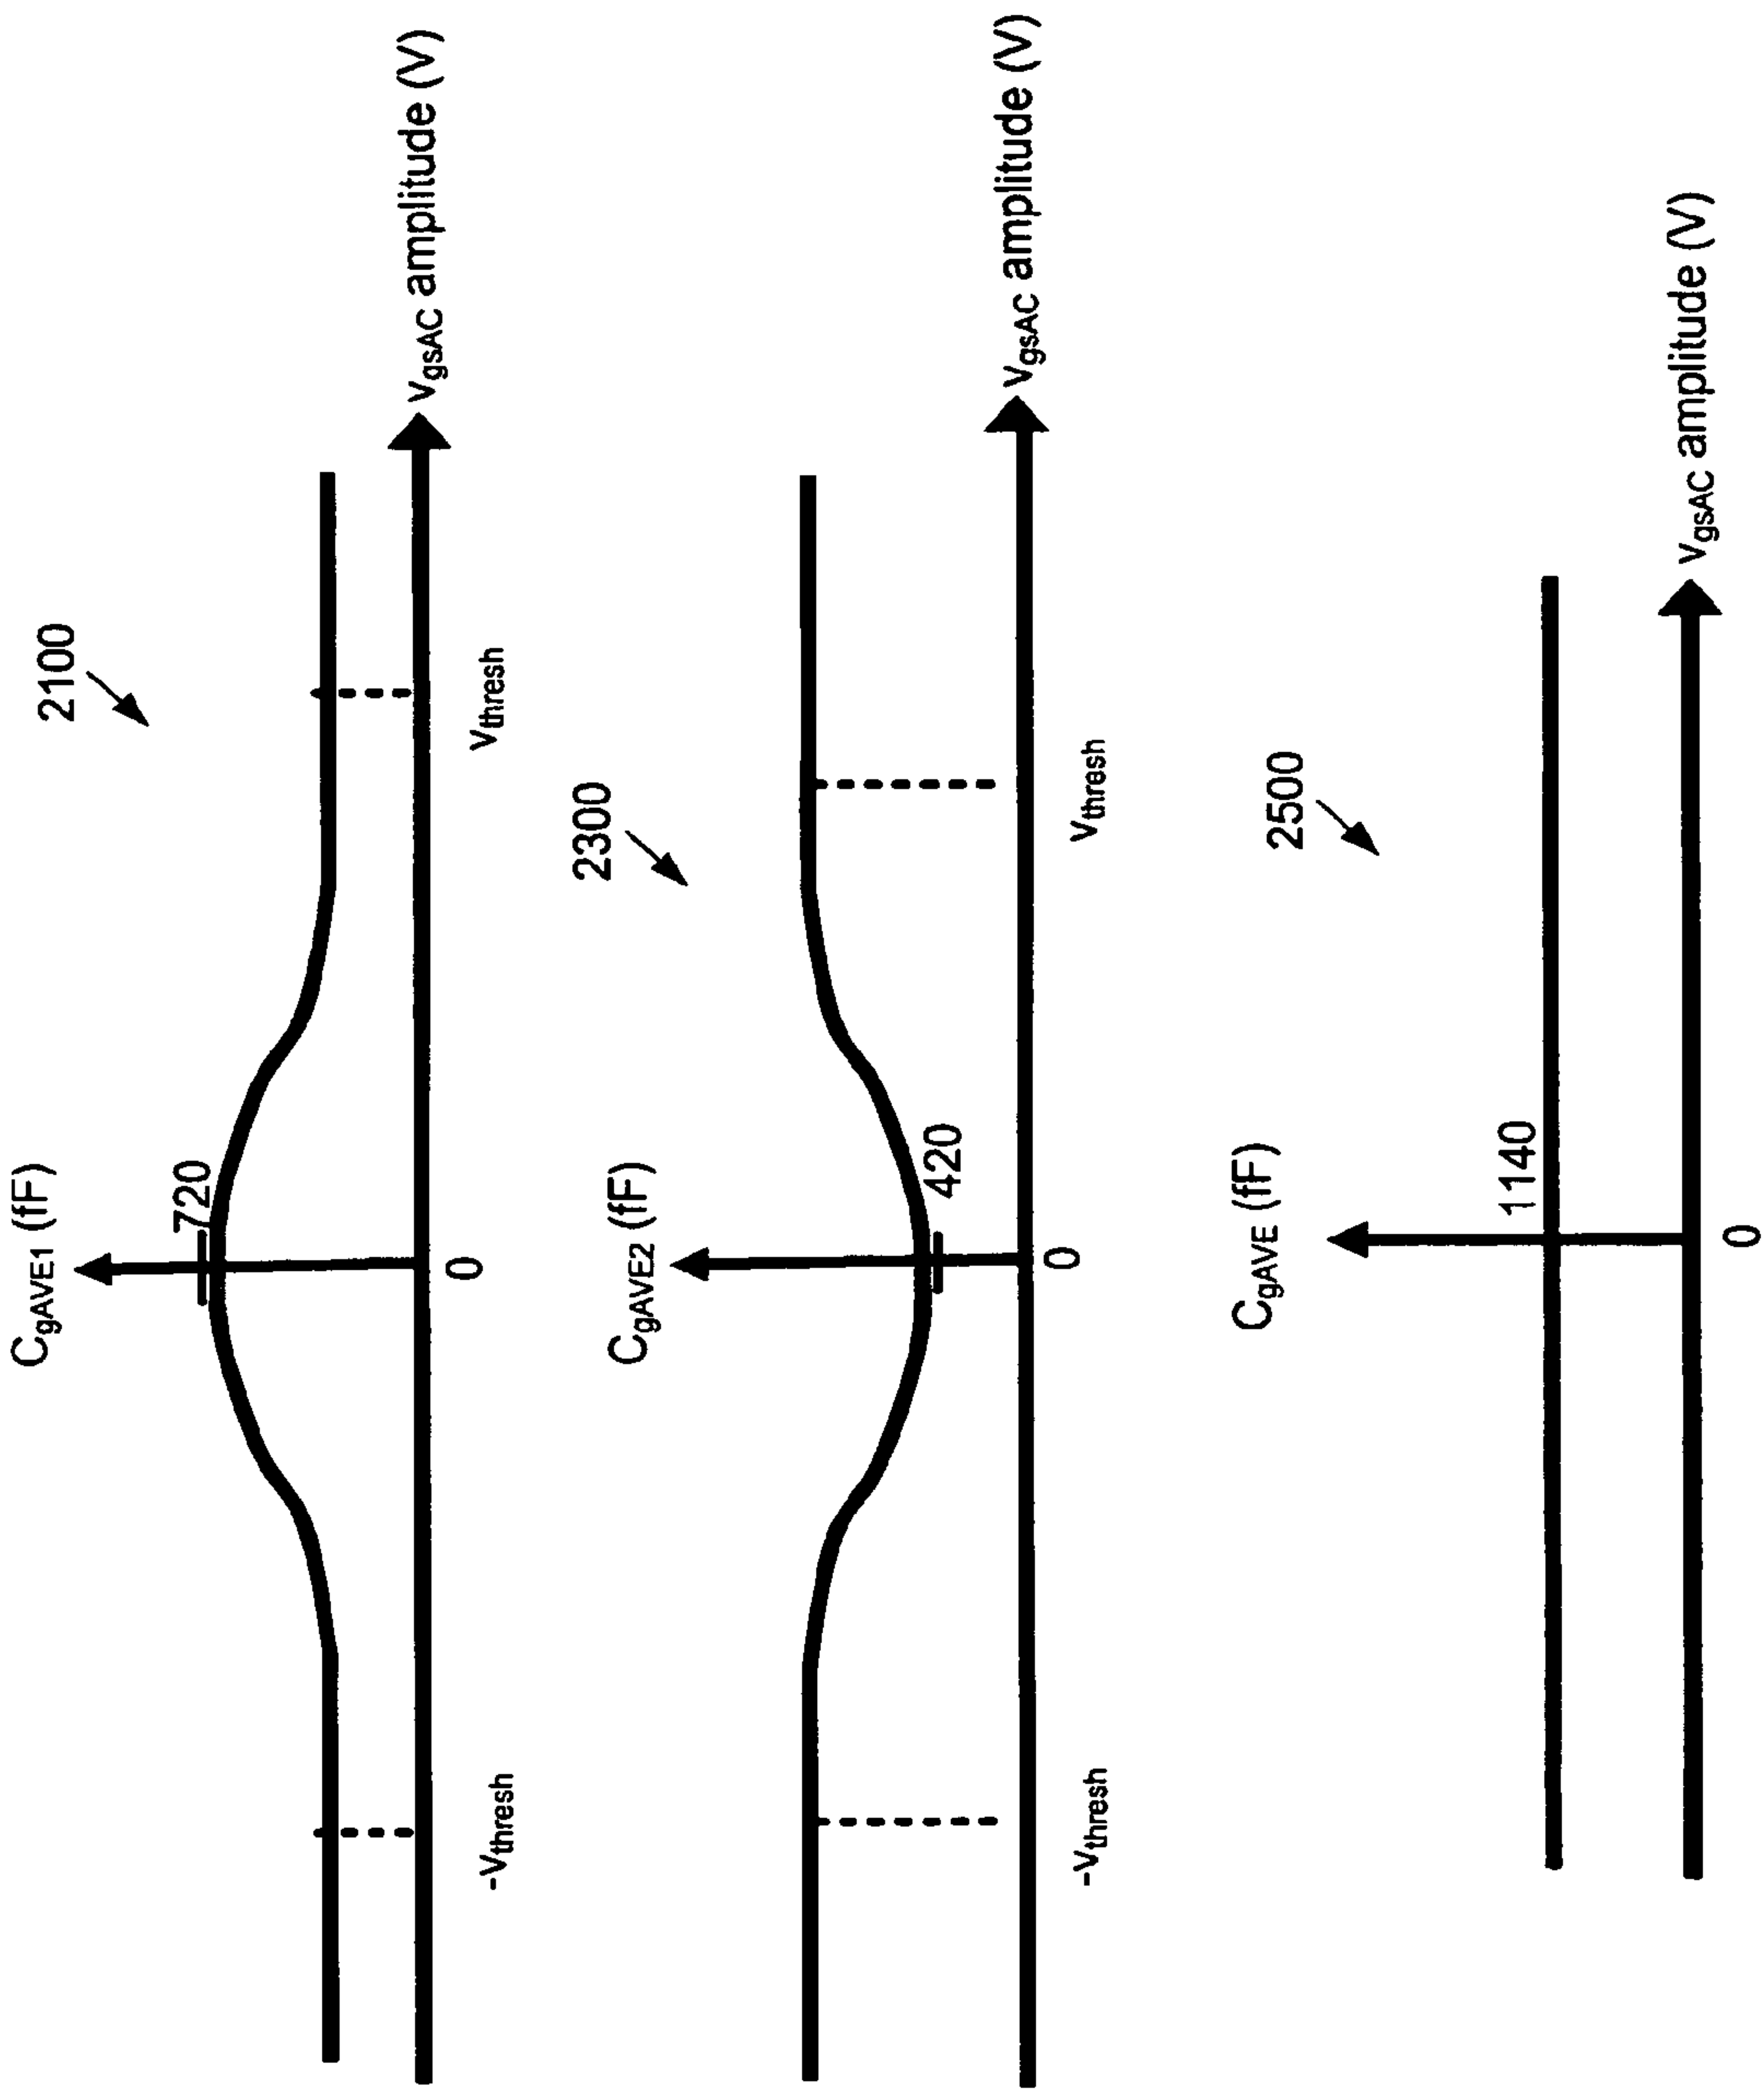 2100
CgAVE1 (fF)
720
VgsAC amplitude (V)
0
-Vthresh
Vthresh
2300
CgAVE2 (fF)
420
VgsAC amplitude (V)
0
-Vthresh
Vthresh
2500
CgAVE (fF)
1140
VgsAC amplitude (V)
0